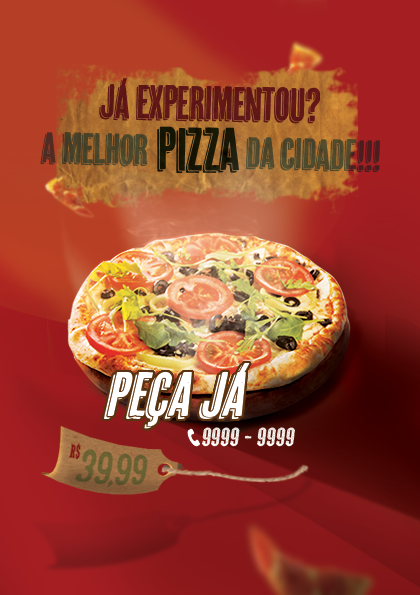 JÁ EXPERIMENTOU?
A MELHOR PIZZA DA CIDADE!!!
PEÇA JÁ
9999 - 9999
R$ 39,99